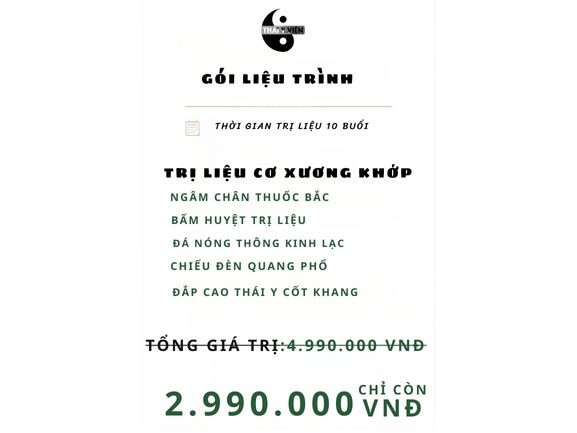 GÓI LIỆU TRÌNH
THỜI GIAN TRỊ LIỆU 10 BUỔI
TRỊ LIỆU CƠ XƯƠNG KHỚP
NGÂM CHÂN THUỐC BẮC
BẤM HUYỆT TRỊ LIỆU
ĐÁ NÓNG THÔNG KINH LẠC
CHIẾU ĐÈN QUANG PHỔ
ĐẮP CAO THÁI Y CỐT KHANG
TỔNG GIÁ TRỊ:4.990.000 VNĐ
CHỈ CÒN
2.990.000 VNĐ